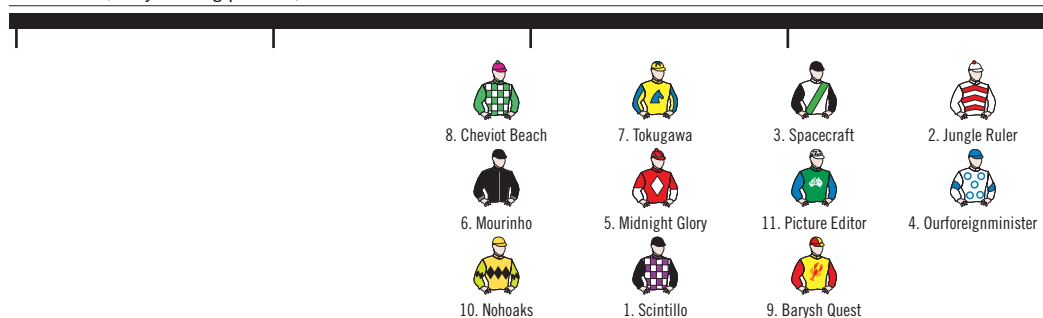 8. Cheviot Beach 7. Tokugawa 3. Spacecraft 2. Jungle Ruler
6. Mourinho 5. Midnight Glory 11. Picture Editor 4. Ourforeignminister
10. Nohoaks 1. Scintillo 9. Barysh Quest